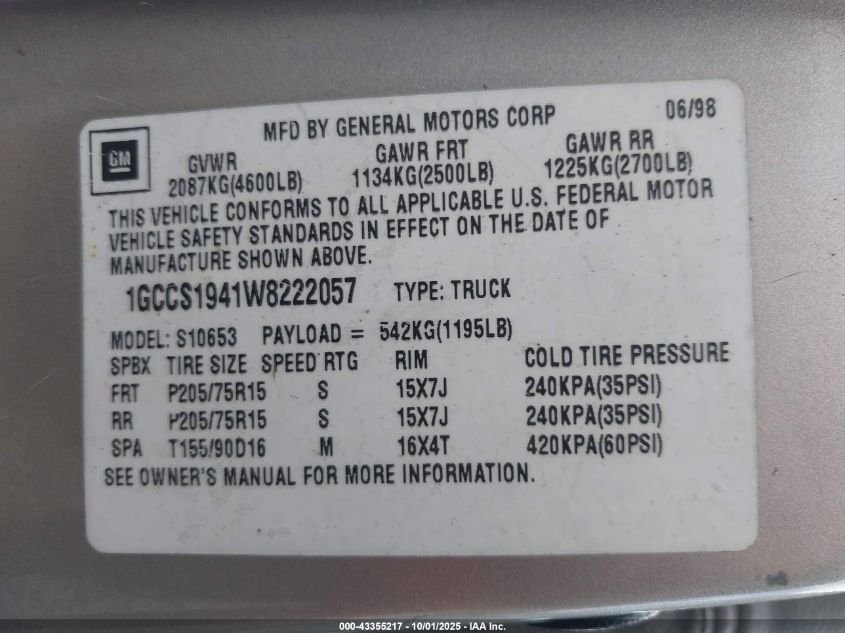 06/98
MFD BY GENERAL MOTORS CORP
GM
GVWR GAWR FRT GAWR RR
2087KG(4600LB) 1134KG(2500LB) 1225KG(2700LB)
THIS VEHICLE CONFORMS TO ALL APPLICABLE U.S. FEDERAL MOTOR
VEHICLE SAFETY STANDARDS IN EFFECT ON THE DATE OF
MANUFACTURE SHOWN ABOVE.
1GCCS1941W8222057 TYPE: TRUCK
MODEL: S10653 PAYLOAD = 542KG(1195LB)
SPBX TIRE SIZE SPEED RTG RIM COLD TIRE PRESSURE
FRT P205/75R15 S 15X7J 240KPA(35PSI)
RR P205/75R15 S 15X7J 240KPA(35PSI)
SPA T155/90D16 M 16X4T 420KPA(60PSI)
SEE OWNER'S MANUAL FOR MORE INFORMATION.
000-43355217 - 10/01/2025 - IAA Inc.